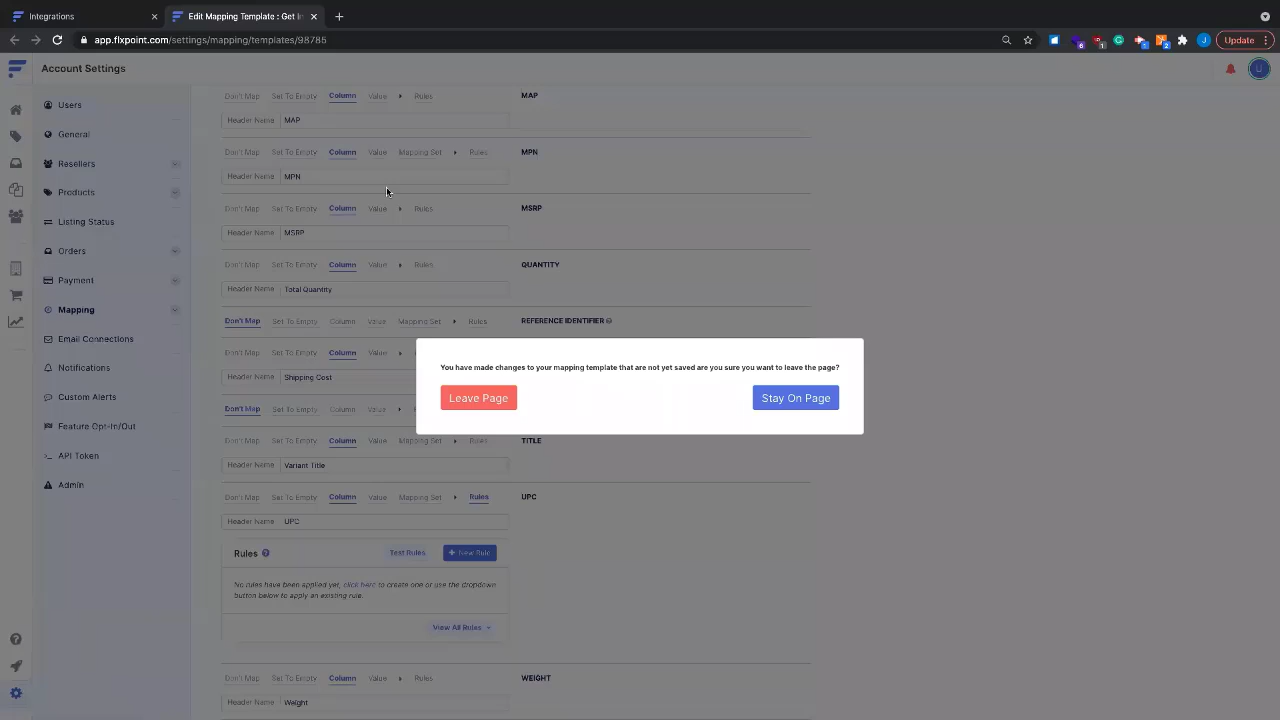 Integrations
Edit Mapping Template : Get In
app.flxpoint.com/settings/mapping/templates/98785
Update
Account Settings
Users
General
Resellers
Products
Listing Status
Orders
Payment
Mapping
Email Connections
Notifications
Custom Alerts
Feature Opt-In/Out
API Token
Admin
Don't Map Set To Empty Column Value Rules MAP
Header Name MAP
Don't Map Set To Empty Column Value Mapping Set Rules MPN
Header Name MPN
Don't Map Set To Empty Column Value Rules MSRP
Header Name MSRP
Don't Map Set To Empty Column Value Rules QUANTITY
Header Name Total Quantity
Don't Map Set To Empty Column Value Mapping Set Rules REFERENCE IDENTIFIER
Don't Map Set To Empty Column Value
Header Name Shipping Cost
Don't Map Set To Empty Column Value
You have made changes to your mapping template that are not yet saved are you sure you want to leave the page?
Leave Page Stay On Page
Don't Map Set To Empty Column Value Mapping Set Rules TITLE
Header Name Variant Title
Don't Map Set To Empty Column Value Mapping Set Rules UPC
Header Name UPC
Rules Test Rules + New Rule
No rules have been applied yet, click here to create one or use the dropdown
button below to apply an existing rule.
View All Rules
Don't Map Set To Empty Column Value Rules WEIGHT
Header Name Weight